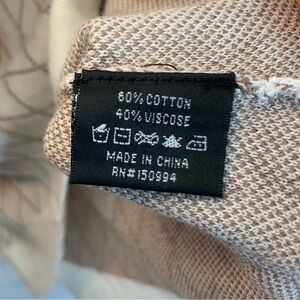 60% COTTON
40% VISCOSE
MADE IN CHINA
RN#150994